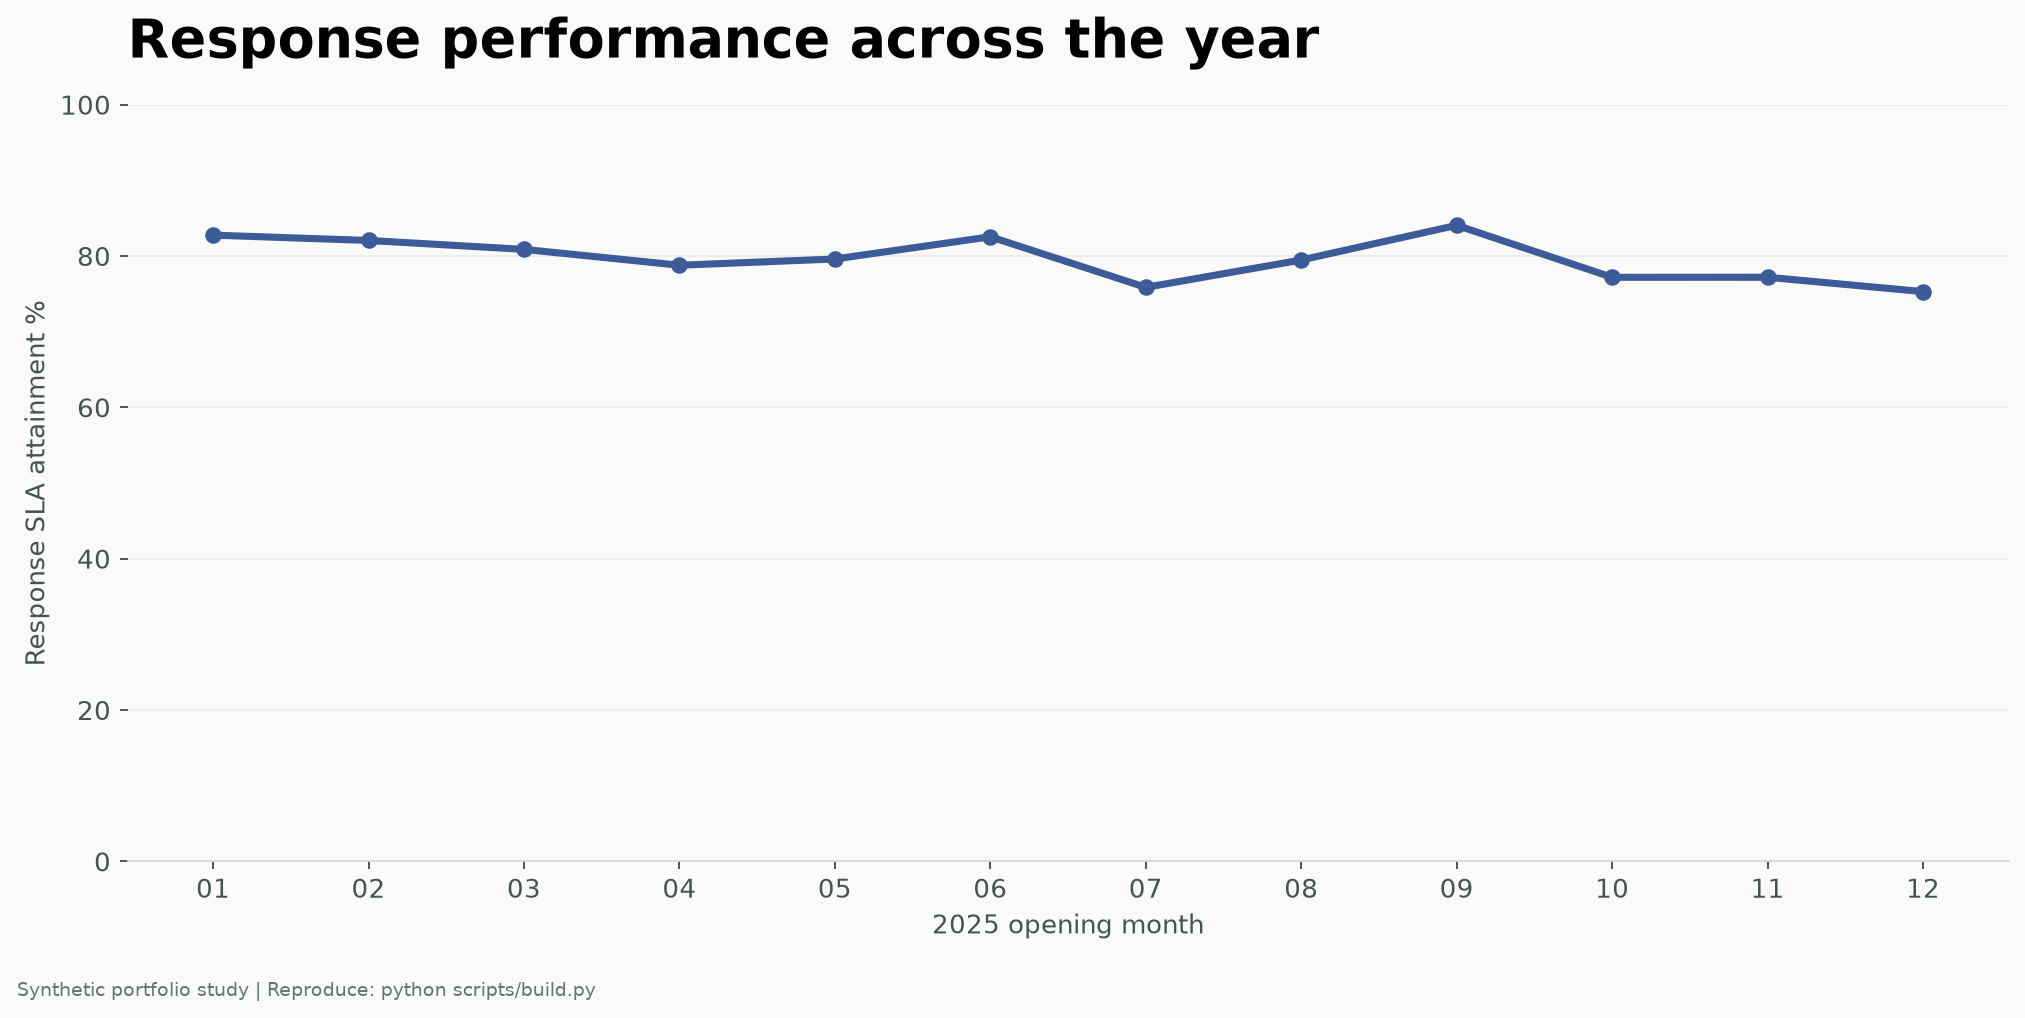 Response performance across the year
Response SLA attainment %
100
80
60
40
20
0
01 02 03 04 05 06 07 08 09 10 11 12
2025 opening month
Synthetic portfolio study | Reproduce: python scripts/build.py